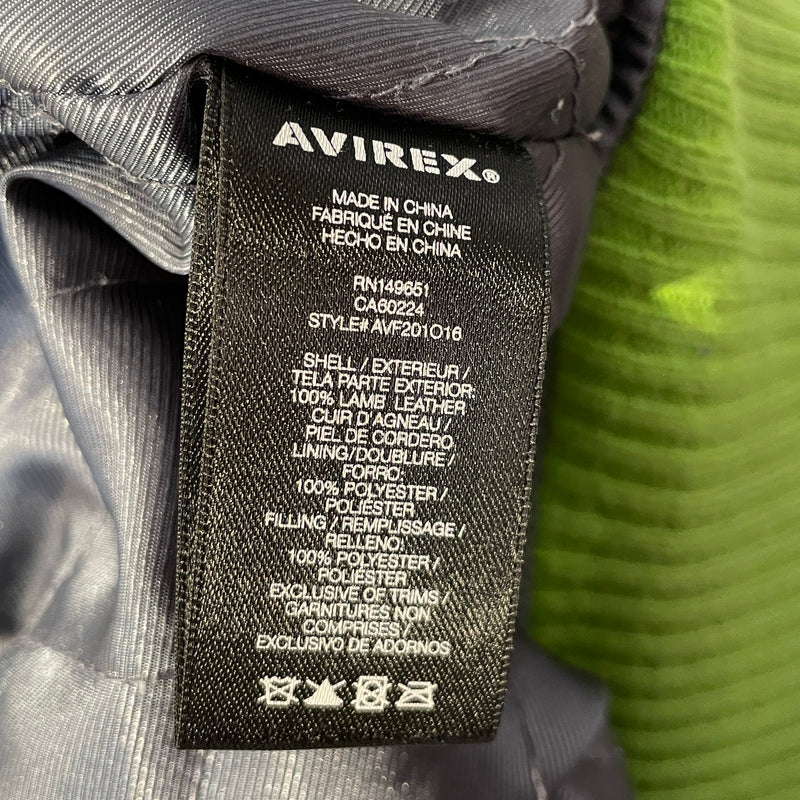 AVIREX®
MADE IN CHINA
FABRIQUÉ EN CHINE
HECHO EN CHINA
RN149651
CA60224
STYLE# AVF201O16
SHELL / EXTERIEUR /
TELA PARTE EXTERIOR:
100% LAMB LEATHER
CUIR D'AGNEAU /
PIEL DE CORDERO
LINING/DOUBLURE/
FORRO:
100% POLYESTER /
POLIÉSTER
FILLING / REMPLISSAGE /
RELLENO:
100% POLYESTER /
POLIÉSTER
EXCLUSIVE OF TRIMS /
GARNITURES NON
COMPRISES /
EXCLUSIVO DE ADORNOS